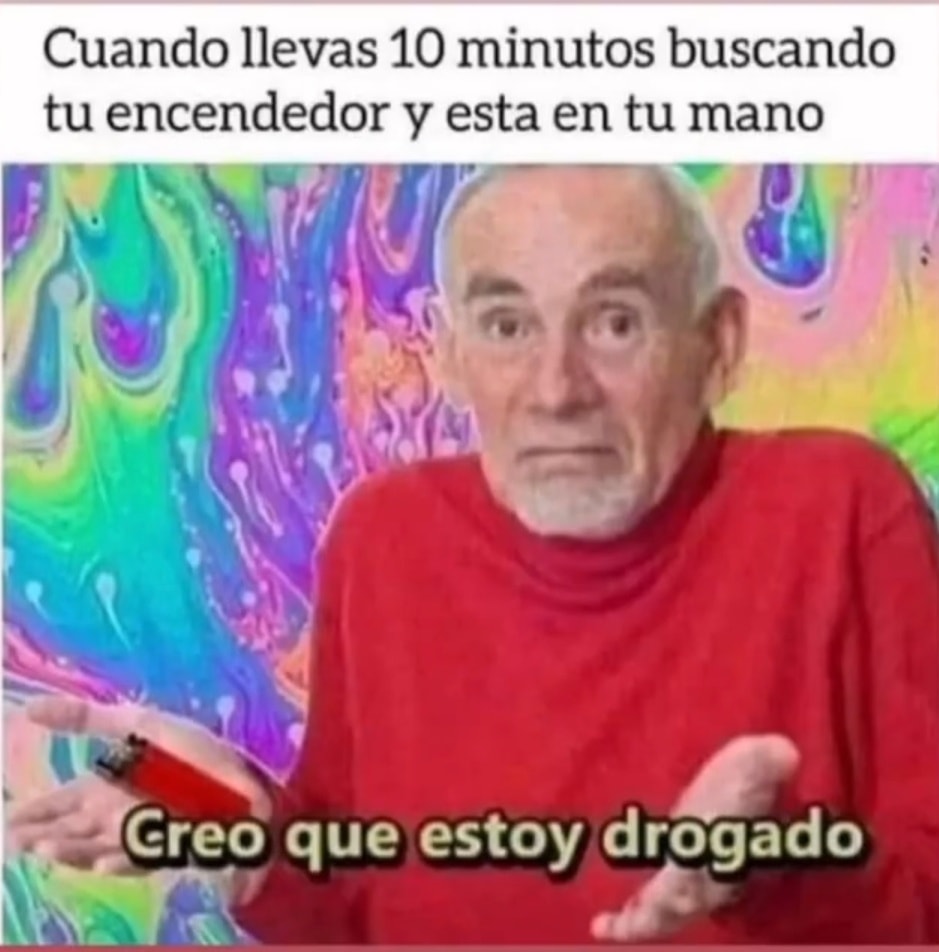 Cuando llevas 10 minutos buscando
tu encendedor y esta en tu mano
Creo que estoy drogado